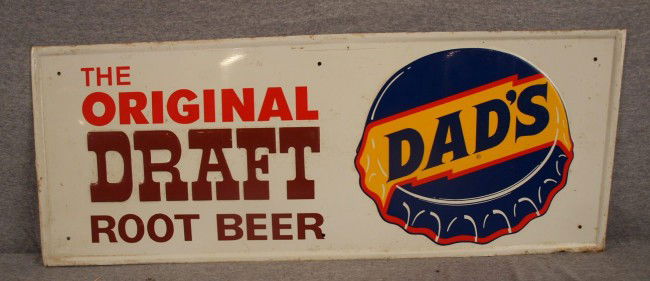 THE
ORIGINAL
DRAFT
ROOT BEER
DAD'S
®